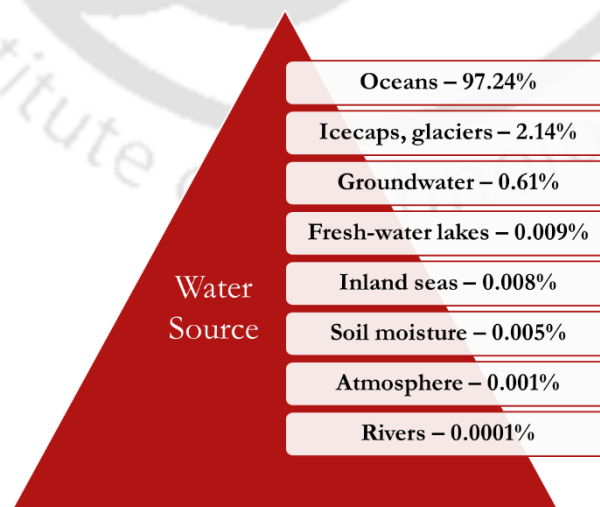 Oceans – 97.24%
Icecaps, glaciers – 2.14%
Groundwater – 0.61%
Fresh-water lakes – 0.009%
Inland seas – 0.008%
Soil moisture – 0.005%
Atmosphere – 0.001%
Rivers – 0.0001%
Water
Source